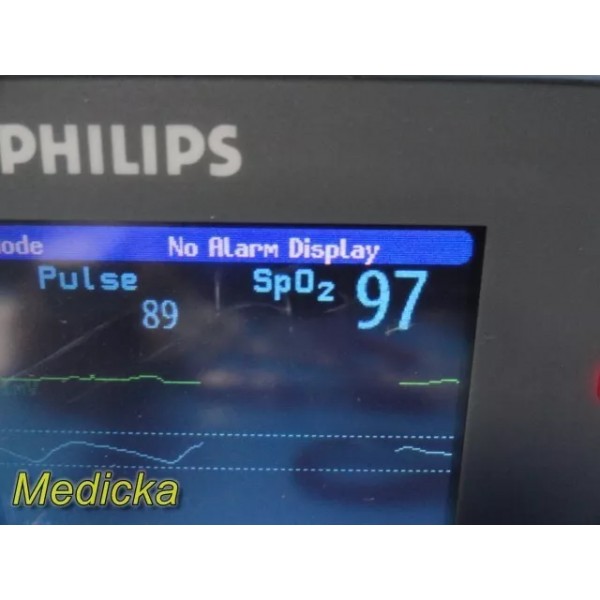 PHILIPS
ode No Alarm Display
Pulse SpO₂ 97
89
Medicka